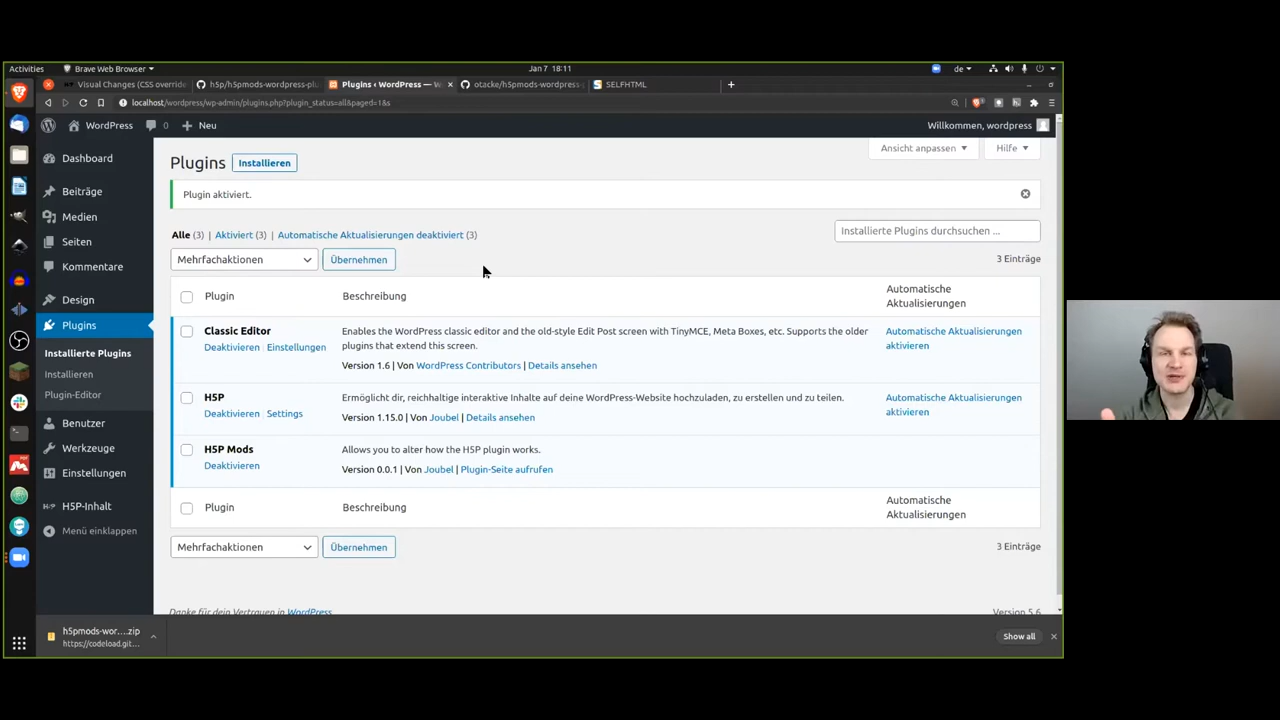 Activities
Brave Web Browser
Jan 7 18:11
de
Visual Changes (CSS override
h5p/h5pmods-wordpress-plu
Plugins ‹ WordPress — W
otacke/h5pmods-wordpress-
SELFHTML
localhost/wordpress/wp-admin/plugins.php?plugin_status=all&paged=1&s
WordPress
Neu
Willkommen, wordpress
Dashboard
Beiträge
Medien
Seiten
Kommentare
Design
Plugins
Installierte Plugins
Installieren
Plugin-Editor
Benutzer
Werkzeuge
Einstellungen
H5P H5P-Inhalt
Menü einklappen
Ansicht anpassen
Hilfe
Plugins
Installieren
Plugin aktiviert.
Alle (3) | Aktiviert (3) | Automatische Aktualisierungen deaktiviert (3)
Installierte Plugins durchsuchen ...
Mehrfachaktionen
Übernehmen
3 Einträge
Plugin
Beschreibung
Automatische
Aktualisierungen
Classic Editor
Deaktivieren | Einstellungen
Enables the WordPress classic editor and the old-style Edit Post screen with TinyMCE, Meta Boxes, etc. Supports the older
plugins that extend this screen.
Version 1.6 | Von WordPress Contributors | Details ansehen
Automatische Aktualisierungen
aktivieren
H5P
Deaktivieren | Settings
Ermöglicht dir, reichhaltige interaktive Inhalte auf deine WordPress-Website hochzuladen, zu erstellen und zu teilen.
Version 1.15.0 | Von Joubel | Details ansehen
Automatische Aktualisierungen
aktivieren
H5P Mods
Deaktivieren
Allows you to alter how the H5P plugin works.
Version 0.0.1 | Von Joubel | Plugin-Seite aufrufen
Plugin
Beschreibung
Automatische
Aktualisierungen
Mehrfachaktionen
Übernehmen
3 Einträge
Danke für dein Vertrauen in WordPress.
Version 5.6
h5pmods-wor....zip
https://codeload.git...
Show all